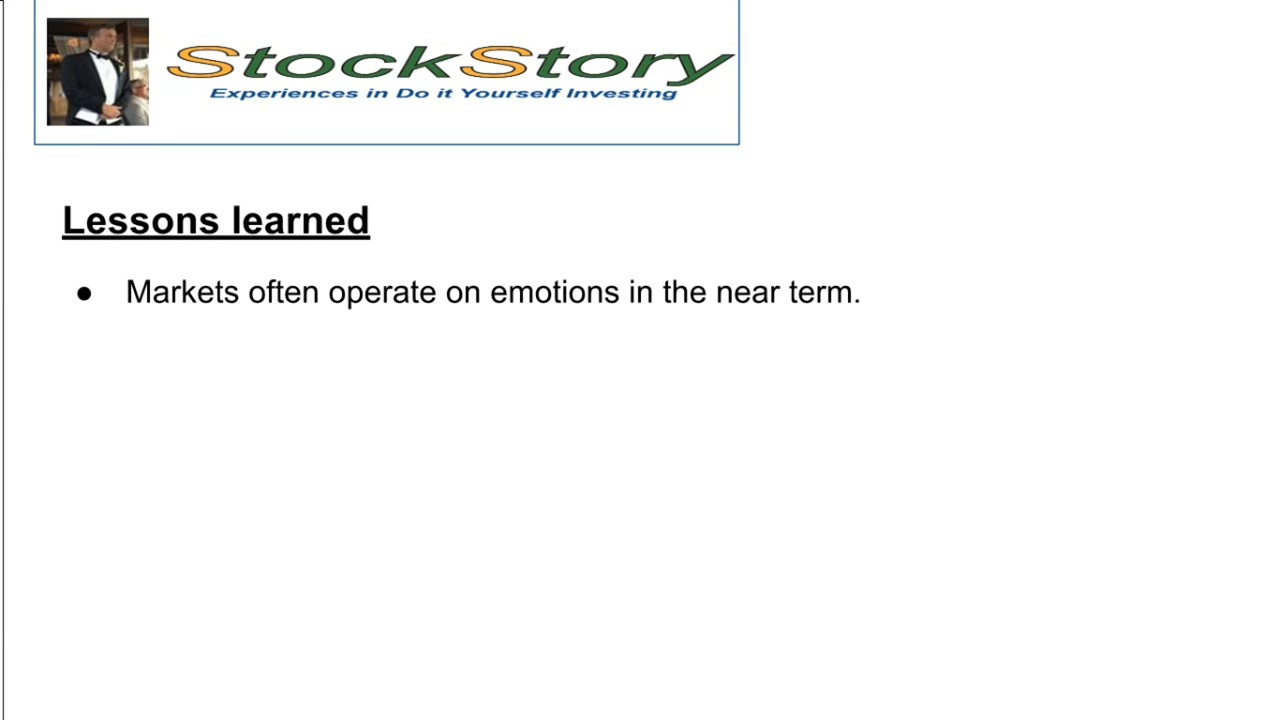 StockStory
Experiences in Do it Yourself Investing
Lessons learned
● Markets often operate on emotions in the near term.